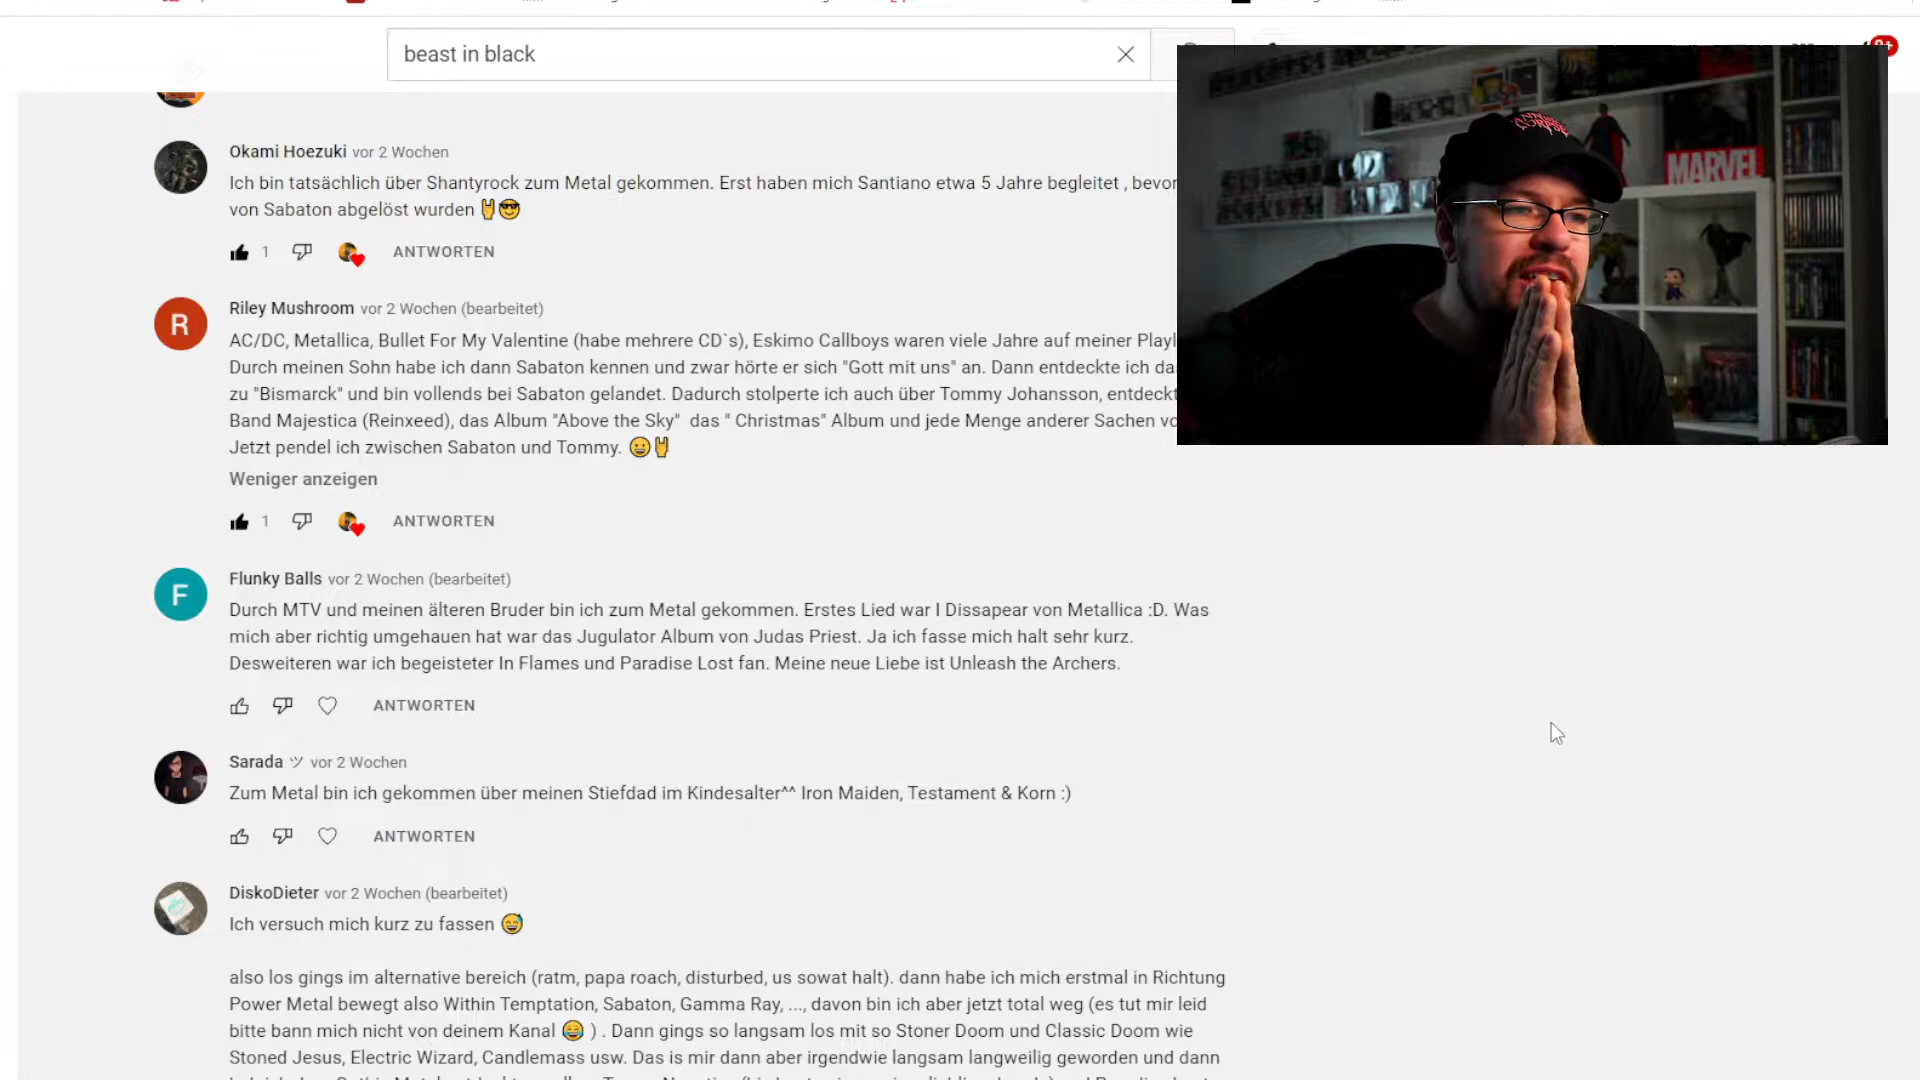 beast in black
9+
Okami Hoezuki vor 2 Wochen
Ich bin tatsächlich über Shantyrock zum Metal gekommen. Erst haben mich Santiano etwa 5 Jahre begleitet , bevor
von Sabaton abgelöst wurden 🤘😎
1 ANTWORTEN
R
Riley Mushroom vor 2 Wochen (bearbeitet)
AC/DC, Metallica, Bullet For My Valentine (habe mehrere CD`s), Eskimo Callboys waren viele Jahre auf meiner
Durch meinen Sohn habe ich dann Sabaton kennen und zwar hörte er sich "Gott mit uns" an. Dann entdeckte ich
zu "Bismarck" und bin vollends bei Sabaton gelandet. Dadurch stolperte ich auch über Tommy Johansson,
Band Majestica (Reinxeed), das Album "Above the Sky" das " Christmas" Album und jede Menge anderer Sachen
Jetzt pendel ich zwischen Sabaton und Tommy. 😀🤘
Weniger anzeigen
1 ANTWORTEN
F
Flunky Balls vor 2 Wochen (bearbeitet)
Durch MTV und meinen älteren Bruder bin ich zum Metal gekommen. Erstes Lied war I Dissapear von Metallica :D. Was
mich aber richtig umgehauen hat war das Jugulator Album von Judas Priest. Ja ich fasse mich halt sehr kurz.
Desweiteren war ich begeisteter In Flames und Paradise Lost fan. Meine neue Liebe ist Unleash the Archers.
ANTWORTEN
Sarada ツ vor 2 Wochen
Zum Metal bin ich gekommen über meinen Stiefdad im Kindesalter^^ Iron Maiden, Testament & Korn :)
ANTWORTEN
DiskoDieter vor 2 Wochen (bearbeitet)
Ich versuch mich kurz zu fassen 😅
also los gings im alternative bereich (ratm, papa roach, disturbed, us sowat halt). dann habe ich mich erstmal in Richtung
Power Metal bewegt also Within Temptation, Sabaton, Gamma Ray, ..., davon bin ich aber jetzt total weg (es tut mir leid
bitte bann mich nicht von deinem Kanal 😂 ) . Dann gings so langsam los mit so Stoner Doom und Classic Doom wie
Stoned Jesus, Electric Wizard, Candlemass usw. Das is mir dann aber irgendwie langsam langweilig geworden und dann
MARVEL
CORPSE